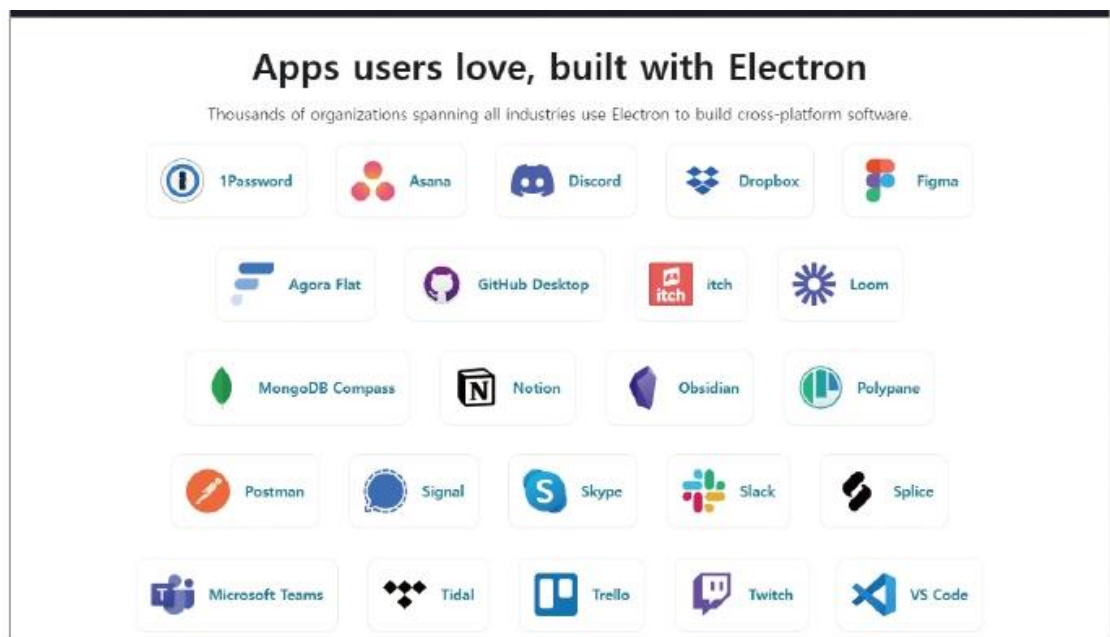 Apps users love, built with Electron
Thousands of organizations spanning all industries use Electron to build cross-platform software.
1Password Asana Discord Dropbox Figma
Agora Flat GitHub Desktop itch itch Loom
MongoDB Compass N Notion Obsidian Polypane
Postman Signal S Skype Slack Splice
T Microsoft Teams Tidal Trello Twitch VS Code